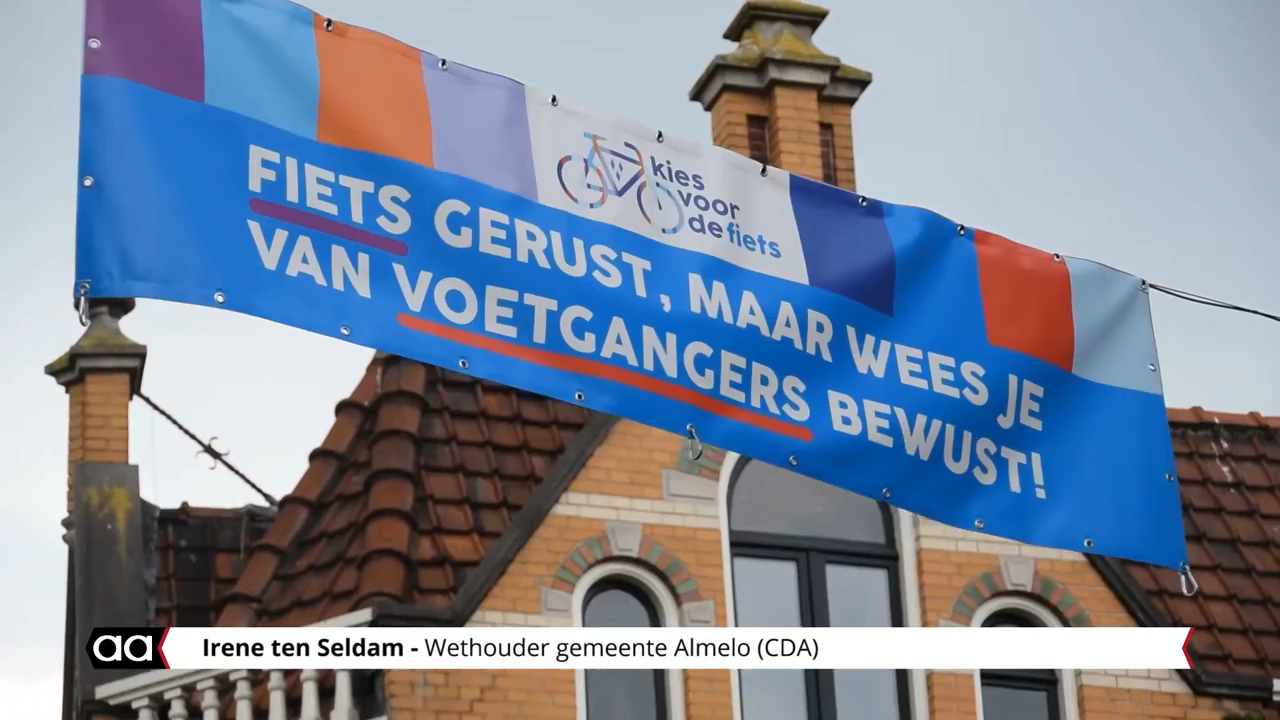 kies
voor
de fiets
FIETS GERUST, MAAR WEES JE
VAN VOETGANGERS BEWUST!
aa Irene ten Seldam - Wethouder gemeente Almelo (CDA)